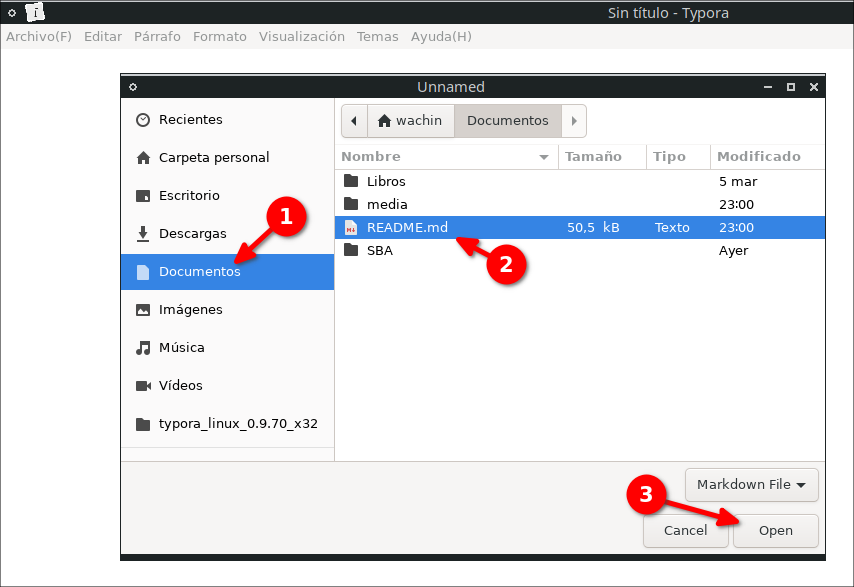 Sin título - Typora
Archivo(F) Editar Párrafo Formato Visualización Temas Ayuda(H)
Unnamed
Recientes
Carpeta personal
Escritorio
Descargas
Documentos
Imágenes
Música
Vídeos
typora_linux_0.9.70_x32
wachin Documentos
Nombre Tamaño Tipo Modificado
Libros 5 mar
media 23:00
README.md 50,5 kB Texto 23:00
SBA Ayer
1
2
3
Markdown File
Cancel Open